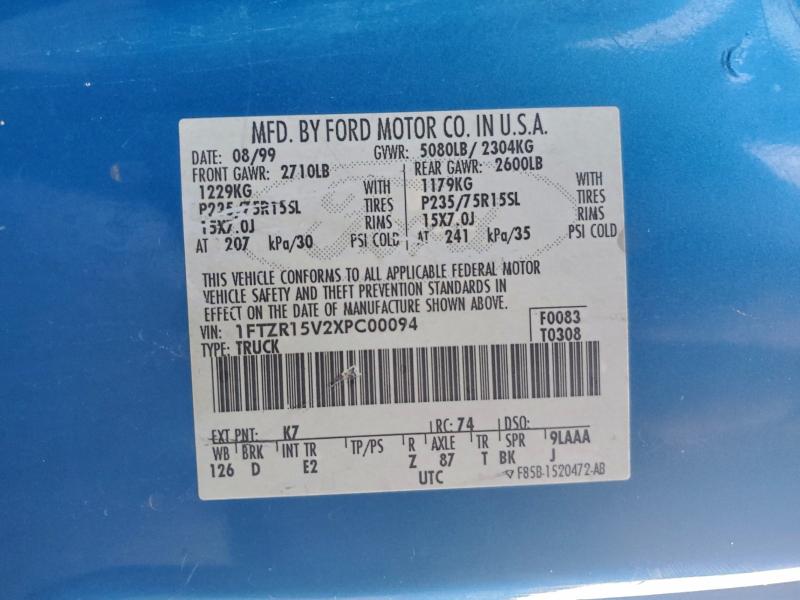 MFD. BY FORD MOTOR CO. IN U.S.A.
DATE: 08/99 GVWR: 5080LB/ 2304KG
FRONT GAWR: 2710LB REAR GAWR: 2600LB
1229KG WITH 1179KG WITH
P235/75R15SL TIRES P235/75R15SL TIRES
15X7.0J RIMS 15X7.0J RIMS
AT 207 kPa/30 PSI COLD AT 241 kPa/35 PSI COLD
THIS VEHICLE CONFORMS TO ALL APPLICABLE FEDERAL MOTOR
VEHICLE SAFETY AND THEFT PREVENTION STANDARDS IN
EFFECT ON THE DATE OF MANUFACTURE SHOWN ABOVE.
VIN: 1FTZR15V2XPC00094 F0083
TYPE: TRUCK T0308
EXT PNT: K7 RC: 74 DSO:
WB BRK INT TR TP/PS R AXLE TR SPR 9LAAA
126 D E2 Z 87 T BK J
UTC ▽ F85B-1520472-AB